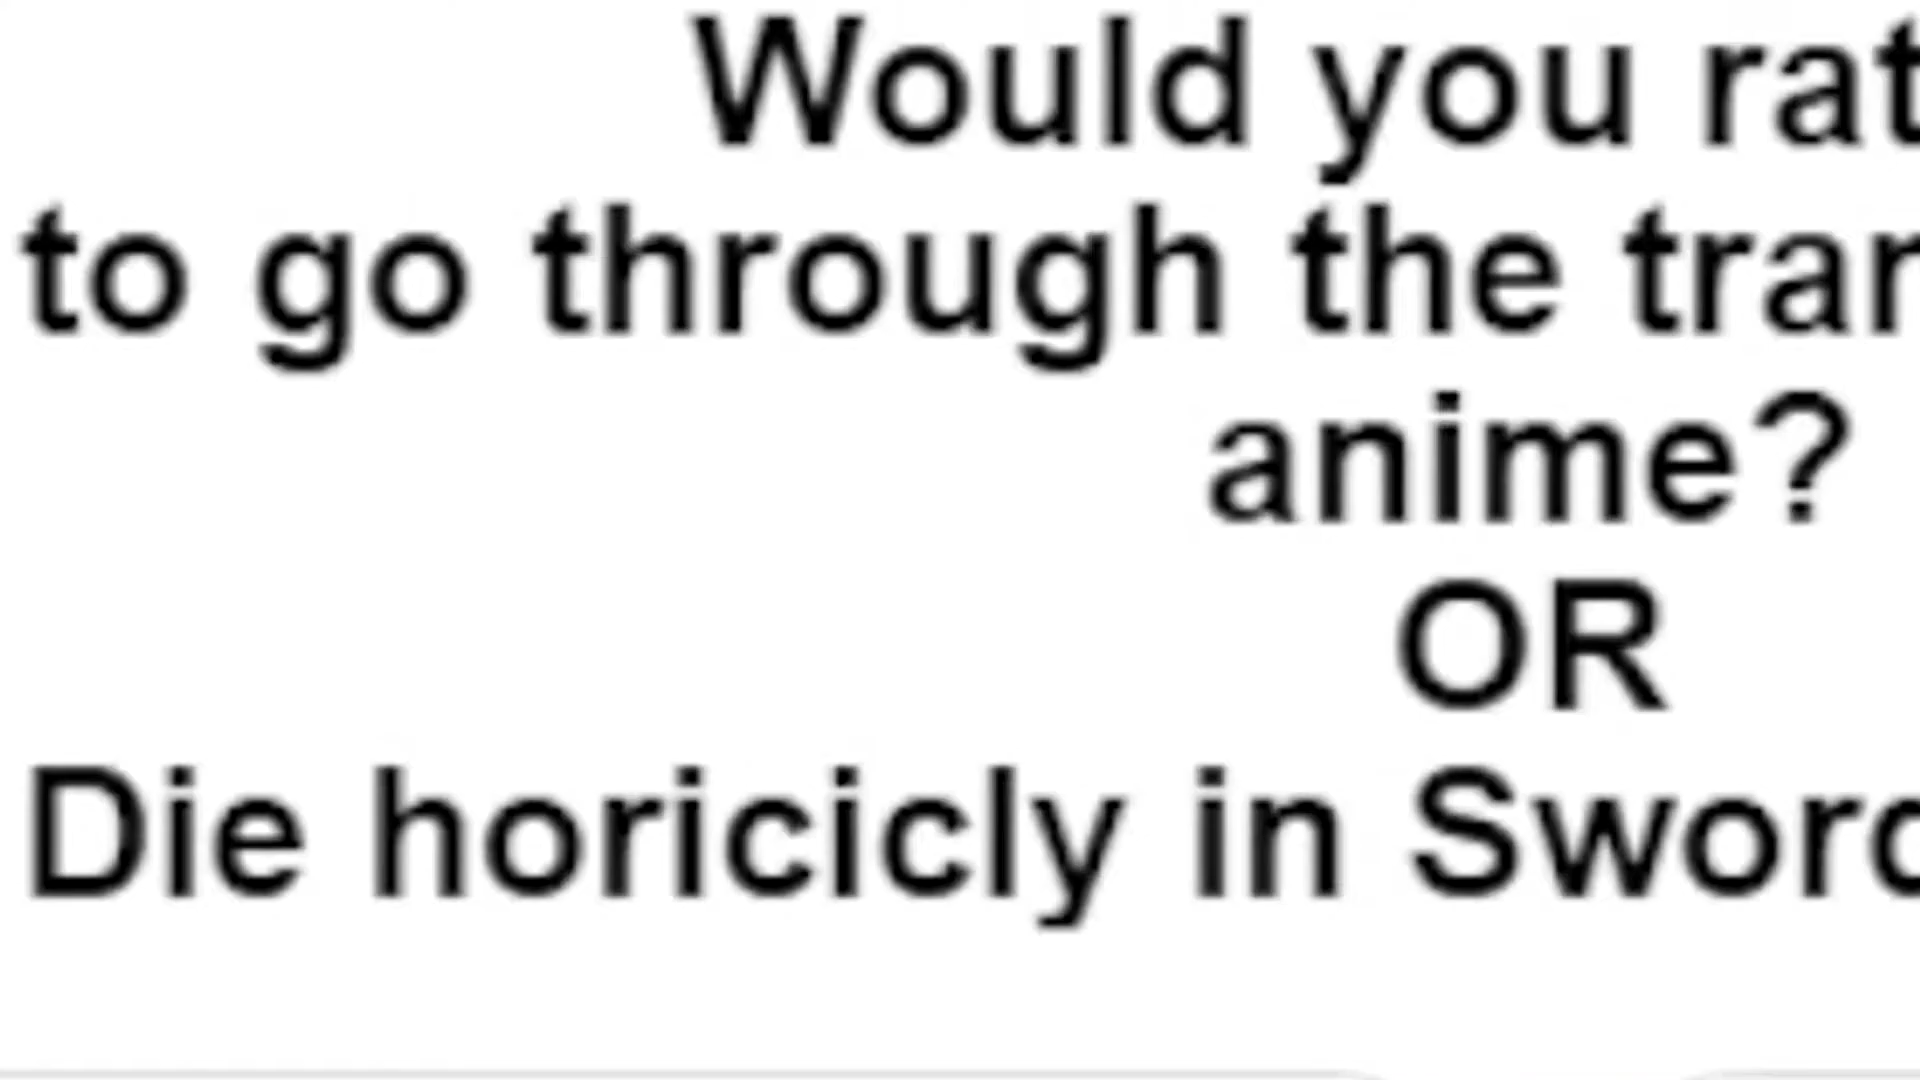 Would you rat
to go through the trar
anime?
OR
Die horicicly in Sword